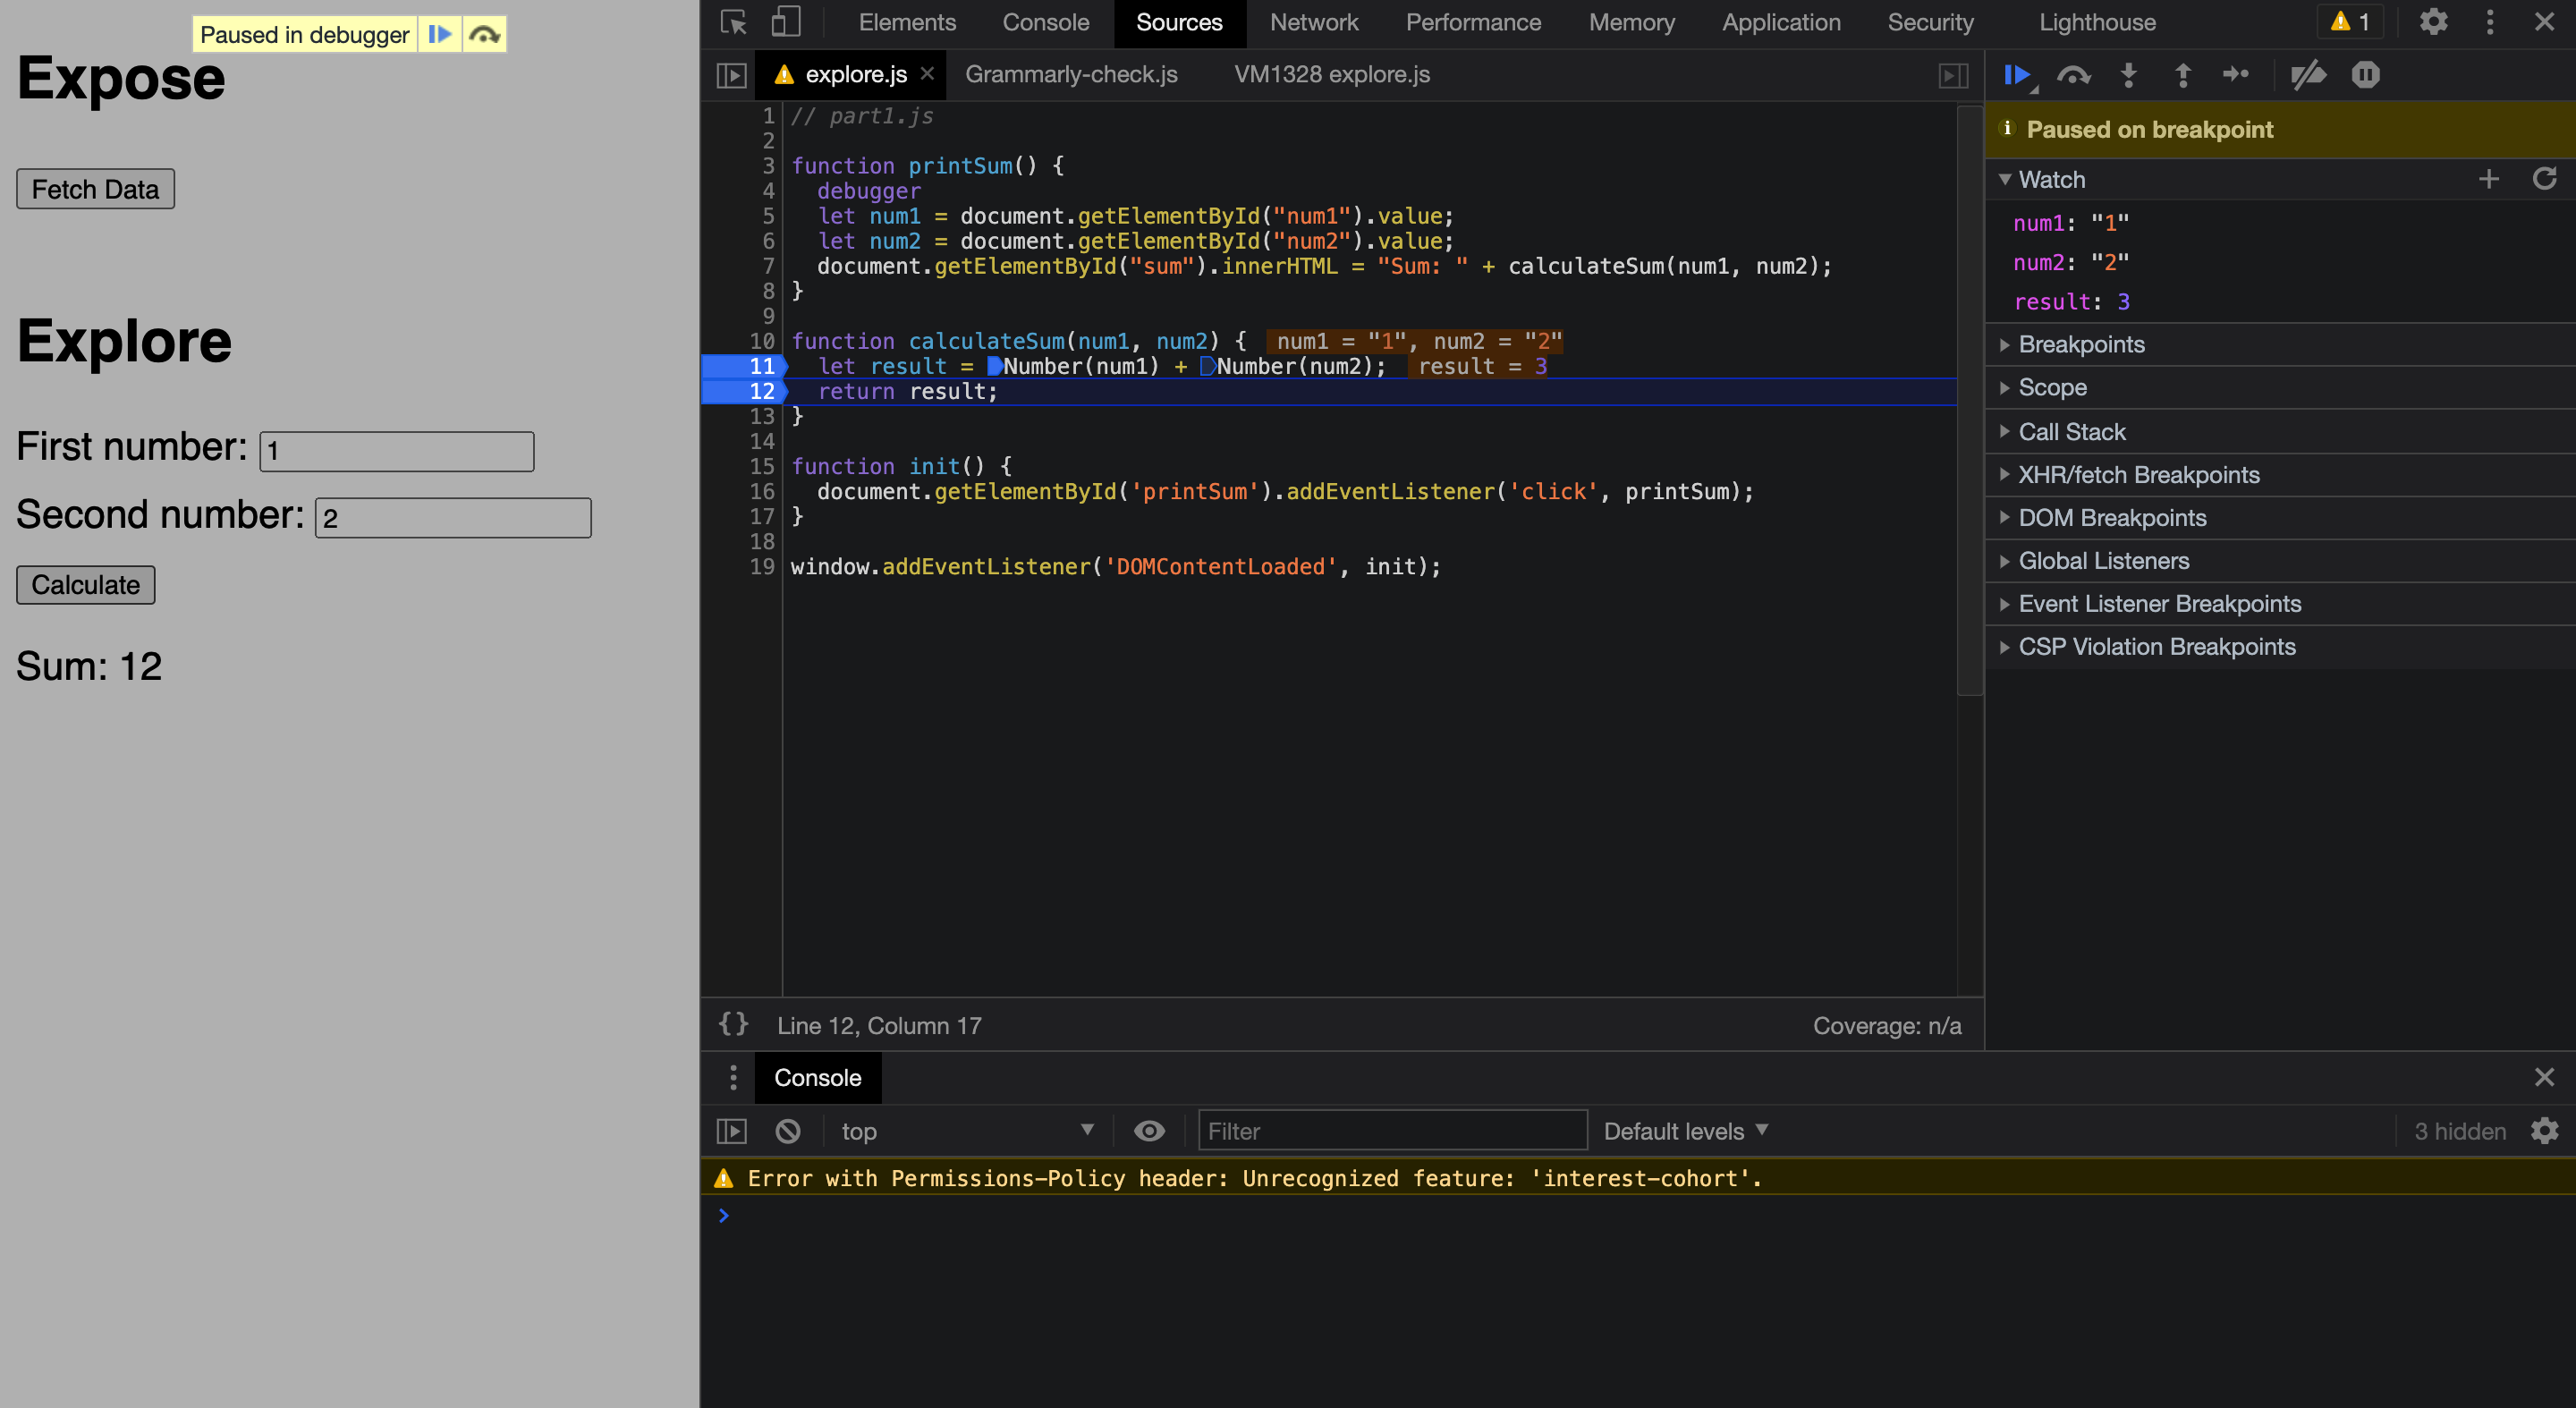 Paused in debugger
Expose
Fetch Data
Explore
First number: 1
Second number: 2
Calculate
Sum: 12
Elements Console Sources Network Performance Memory Application Security Lighthouse 1
explore.js Grammarly-check.js VM1328 explore.js
1 // part1.js
2
3 function printSum() {
4 debugger
5 let num1 = document.getElementById("num1").value;
6 let num2 = document.getElementById("num2").value;
7 document.getElementById("sum").innerHTML = "Sum: " + calculateSum(num1, num2);
8 }
9
10 function calculateSum(num1, num2) { num1 = "1", num2 = "2"
11 let result = Number(num1) + Number(num2); result = 3
12 return result;
13 }
14
15 function init() {
16 document.getElementById('printSum').addEventListener('click', printSum);
17 }
18
19 window.addEventListener('DOMContentLoaded', init);
{} Line 12, Column 17 Coverage: n/a
Paused on breakpoint
Watch
num1: "1"
num2: "2"
result: 3
Breakpoints
Scope
Call Stack
XHR/fetch Breakpoints
DOM Breakpoints
Global Listeners
Event Listener Breakpoints
CSP Violation Breakpoints
Console
top Filter Default levels 3 hidden
Error with Permissions-Policy header: Unrecognized feature: 'interest-cohort'.